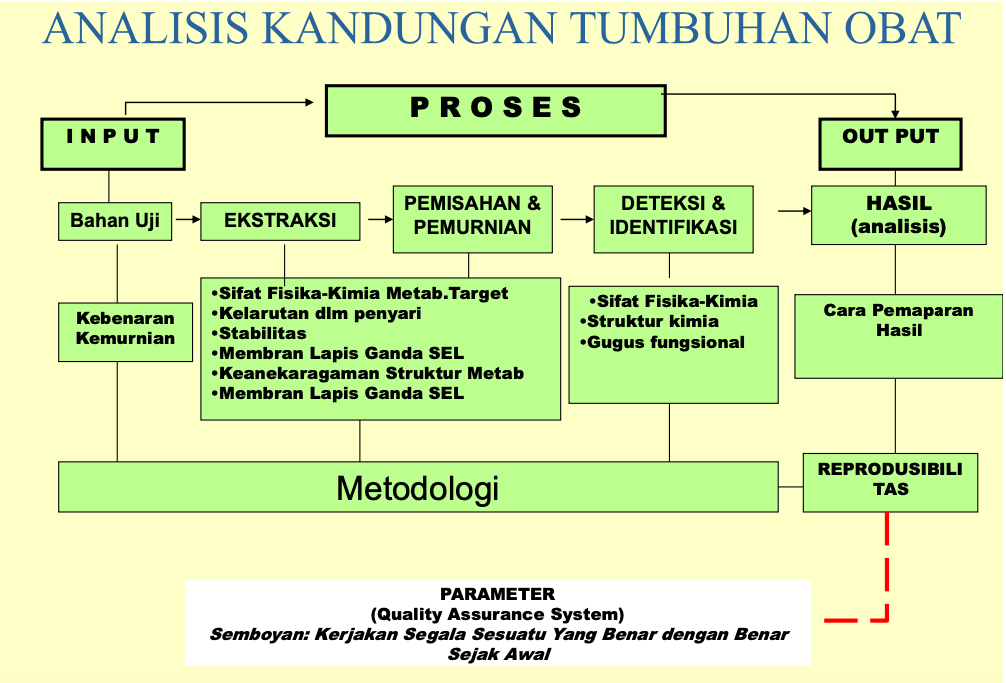 ANALISIS KANDUNGAN TUMBUHAN OBAT
P R O S E S
I N P U T
OUT PUT
Bahan Uji
EKSTRAKSI
PEMISAHAN &
PEMURNIAN
DETEKSI &
IDENTIFIKASI
HASIL
(analisis)
Kebenaran
Kemurnian
•Sifat Fisika-Kimia Metab.Target
•Kelarutan dlm penyari
•Stabilitas
•Membran Lapis Ganda SEL
•Keanekaragaman Struktur Metab
•Membran Lapis Ganda SEL
•Sifat Fisika-Kimia
•Struktur kimia
•Gugus fungsional
Cara Pemaparan
Hasil
Metodologi
REPRODUSIBILI
TAS
PARAMETER
(Quality Assurance System)
Semboyan: Kerjakan Segala Sesuatu Yang Benar dengan Benar
Sejak Awal